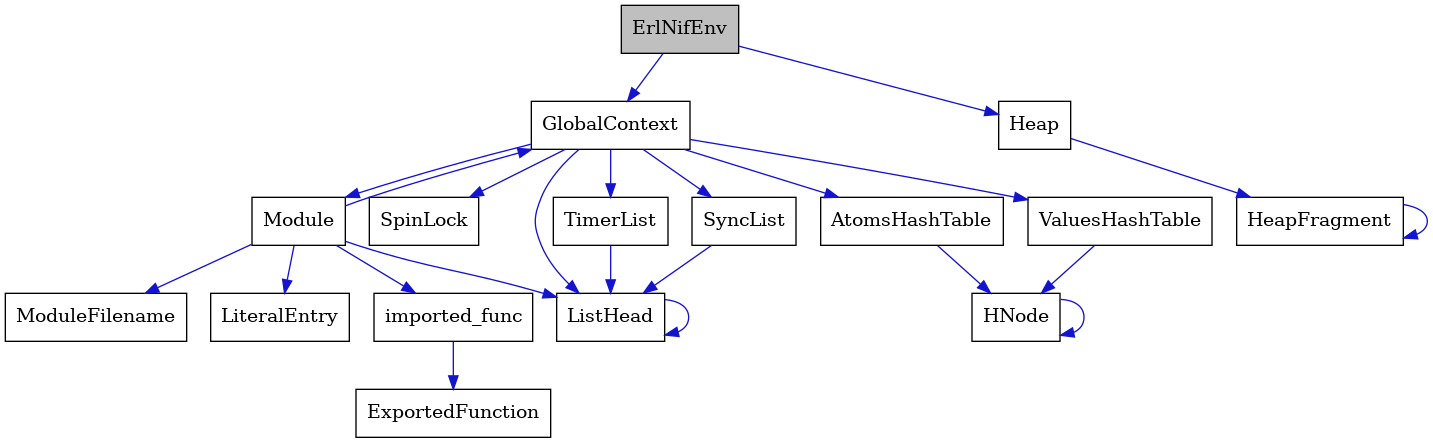 ErlNifEnv
GlobalContext
Heap
Module
SpinLock
TimerList
SyncList
AtomsHashTable
ValuesHashTable
HeapFragment
ModuleFilename
LiteralEntry
imported_func
ListHead
HNode
ExportedFunction